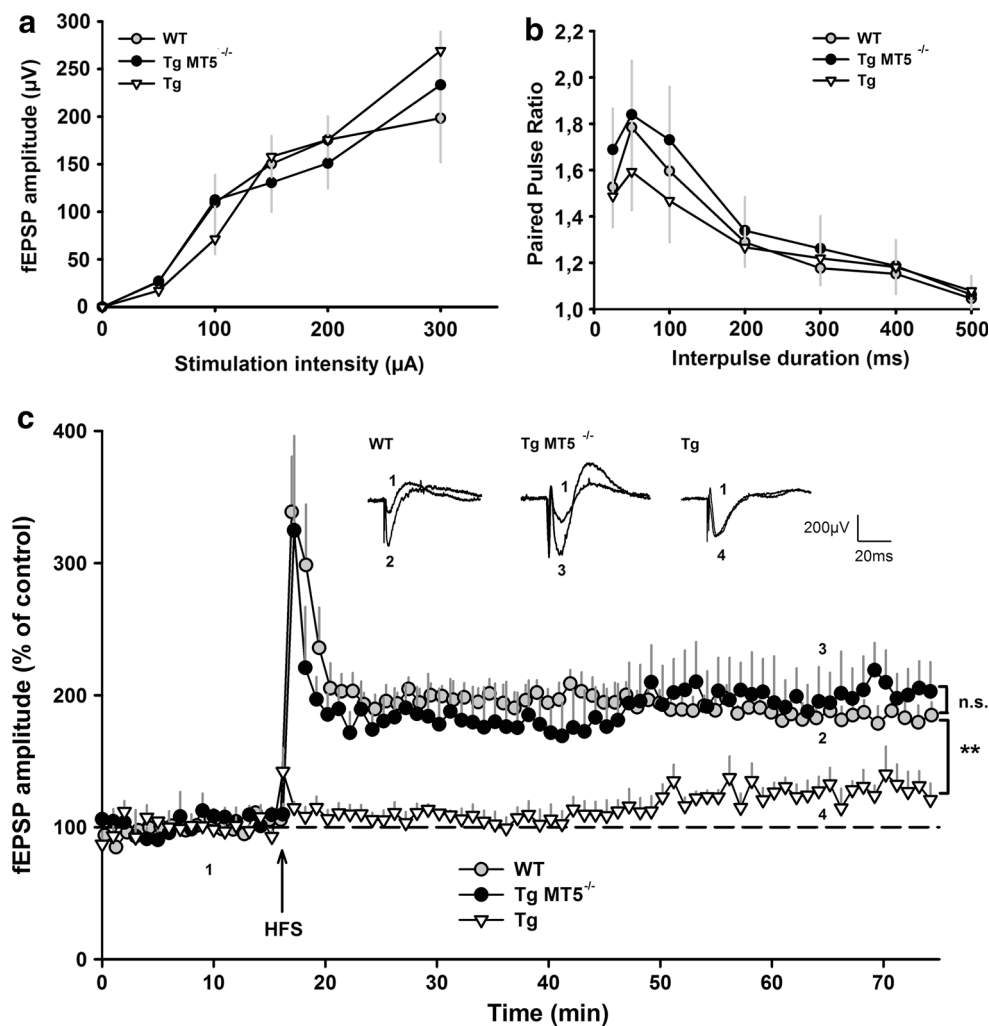 a
fEPSP amplitude (µV)
300
250
200
150
100
50
0
WT
Tg MT5 -/-
Tg
0 100 200 300
Stimulation intensity (µA)
b
Paired Pulse Ratio
2,2
2,0
1,8
1,6
1,4
1,2
1,0
WT
Tg MT5 -/-
Tg
0 100 200 300 400 500
Interpulse duration (ms)
c
fEPSP amplitude (% of control)
400
300
200
100
0
WT
1
2
Tg MT5 -/-
1
3
Tg
1
4
200µV
20ms
3
n.s.
2
**
4
1
HFS
WT
Tg MT5 -/-
Tg
0 10 20 30 40 50 60 70
Time (min)